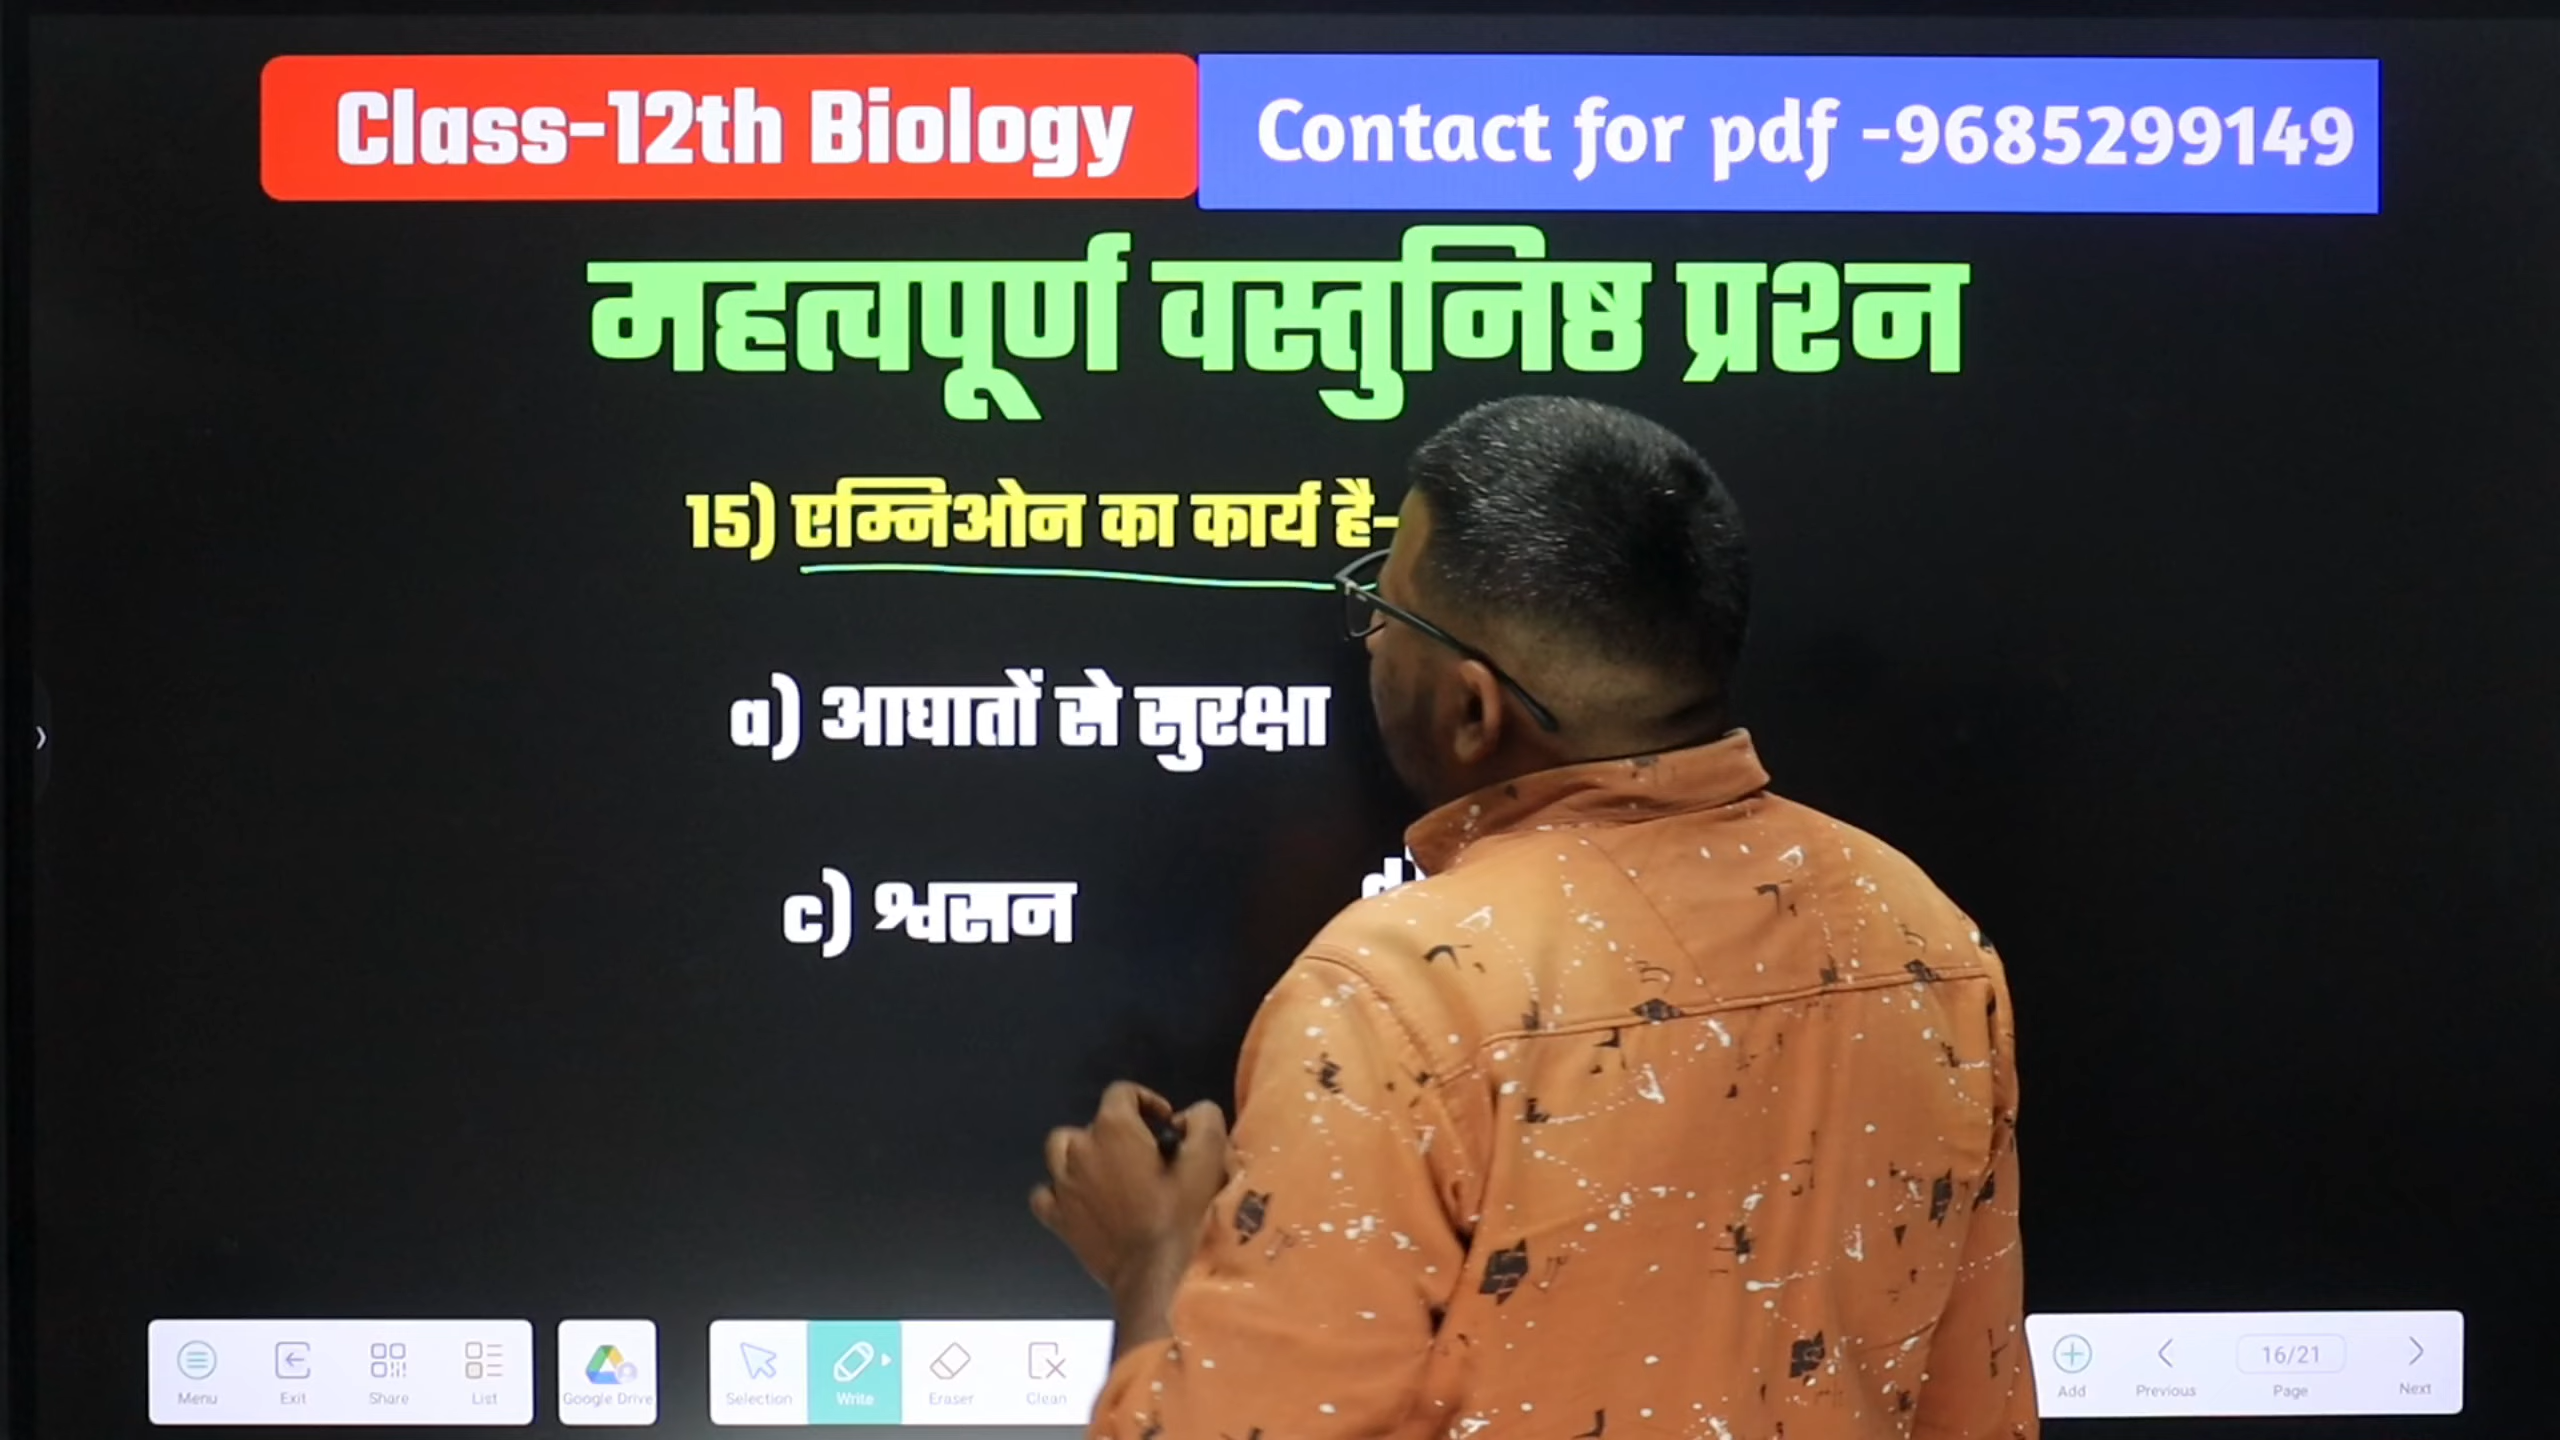 Class-12th Biology Contact for pdf -9685299149
महत्वपूर्ण वस्तुनिष्ठ प्रश्न
15) एम्निओन का कार्य है-
a) आघातों से सुरक्षा
c) श्वसन d)
Menu Exit Share List Google Drive Selection Write Eraser Clean Add Previous 16/21 Page Next